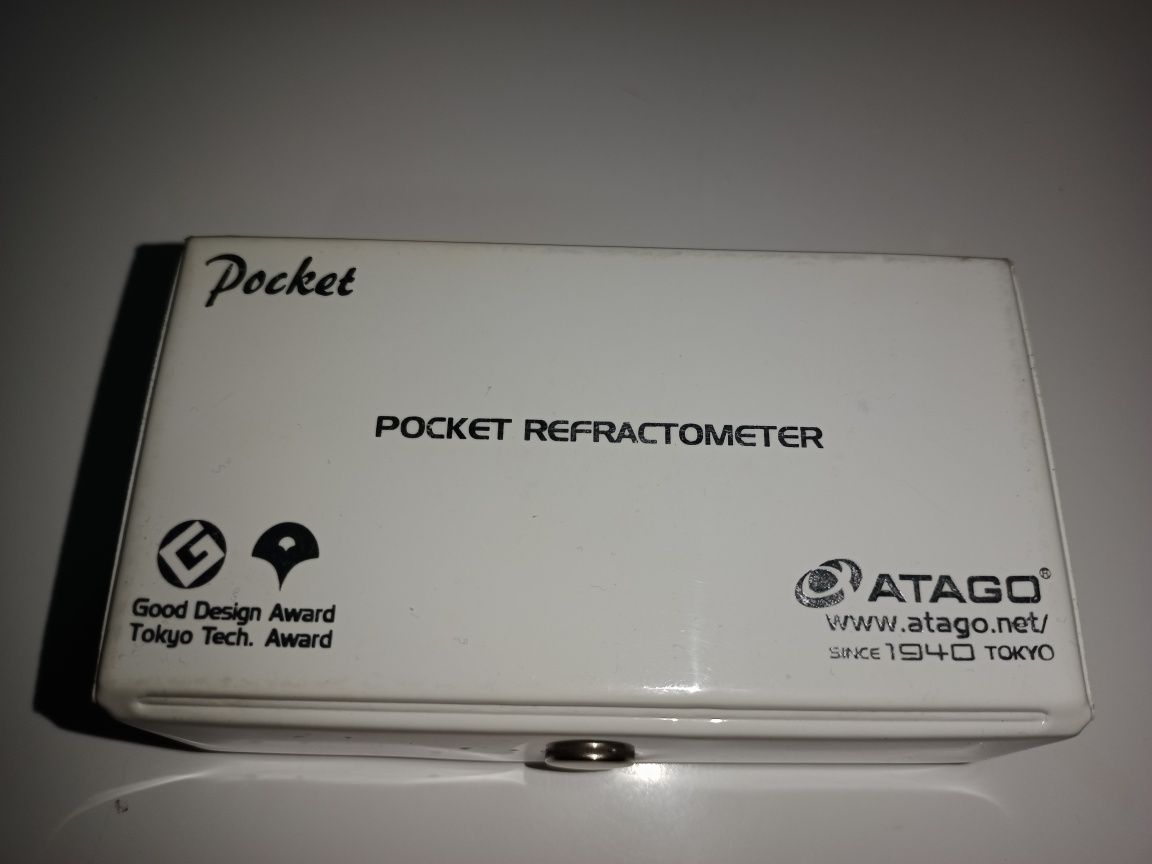 Pocket
POCKET REFRACTOMETER
Good Design Award
Tokyo Tech. Award
ATAGO®
www.atago.net/
SINCE 1940 TOKYO